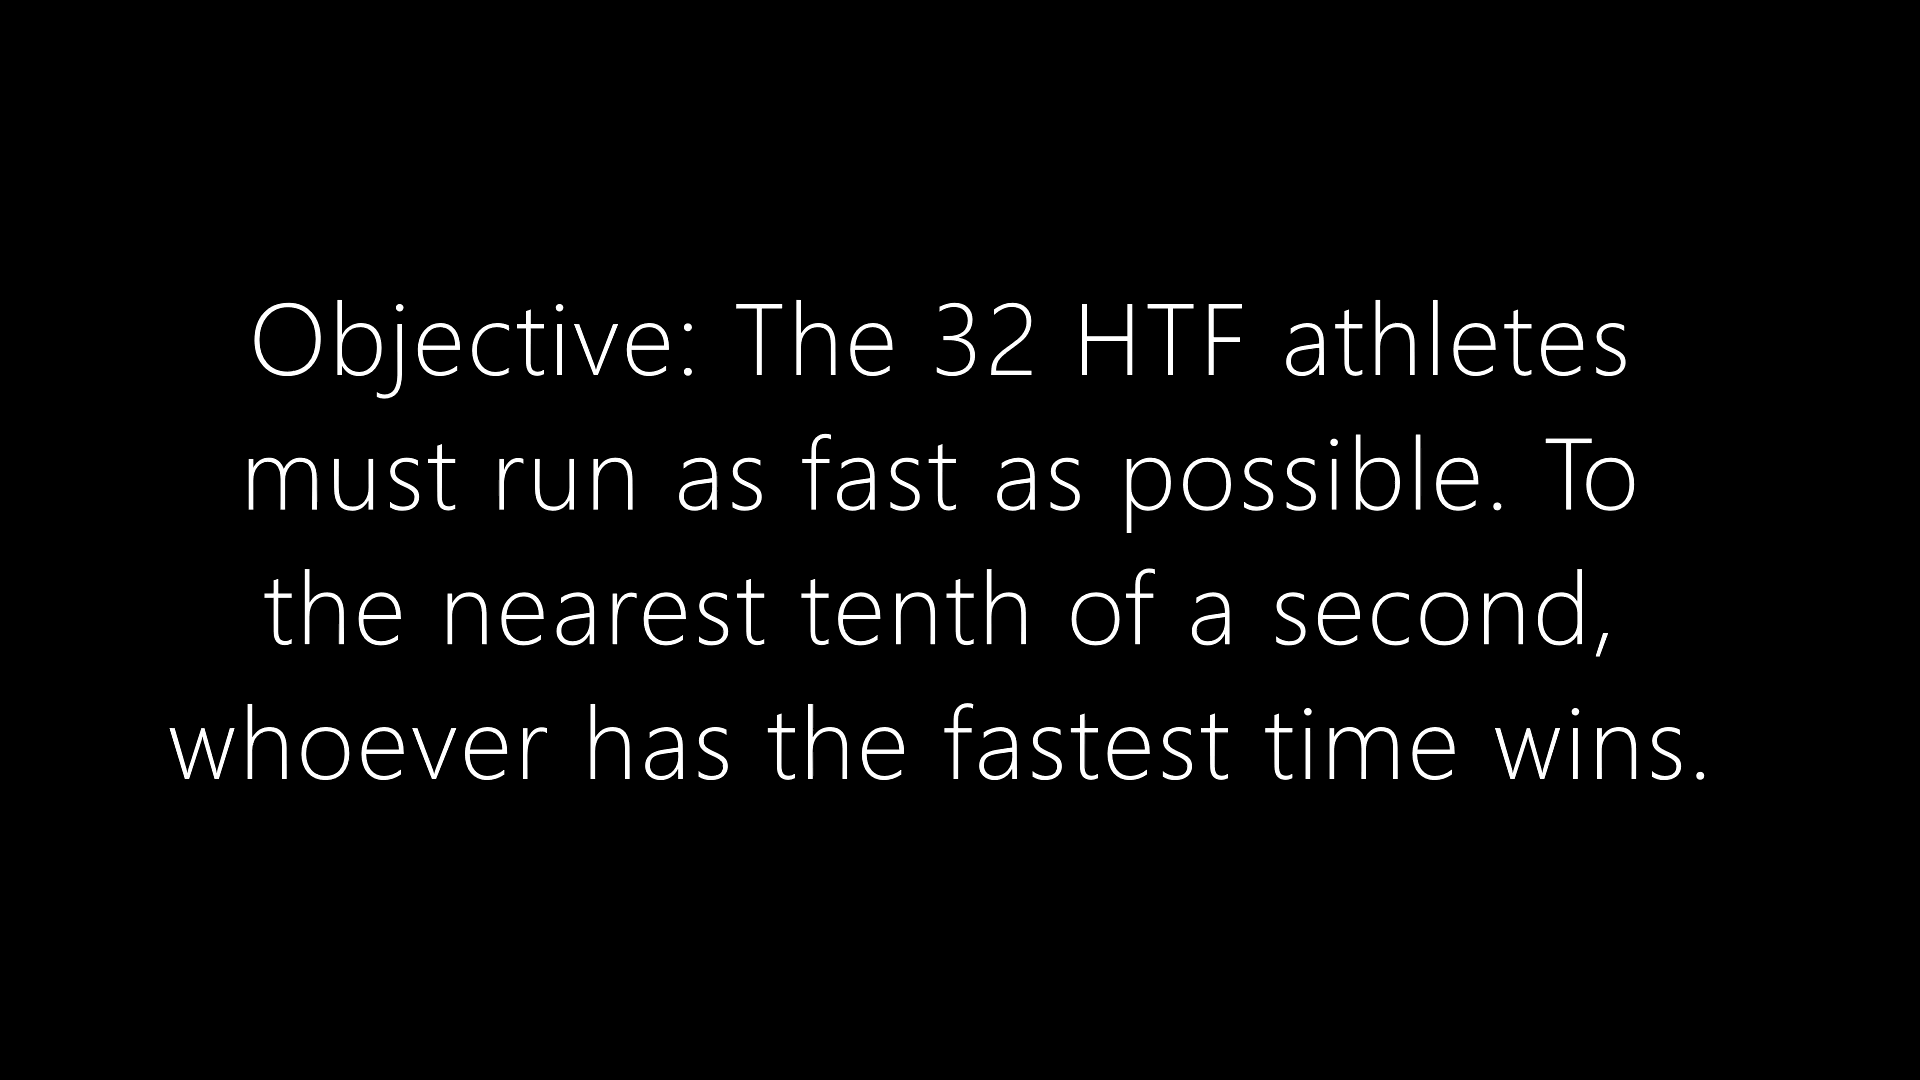 Objective: The 32 HTF athletes
must run as fast as possible. To
the nearest tenth of a second,
whoever has the fastest time wins.